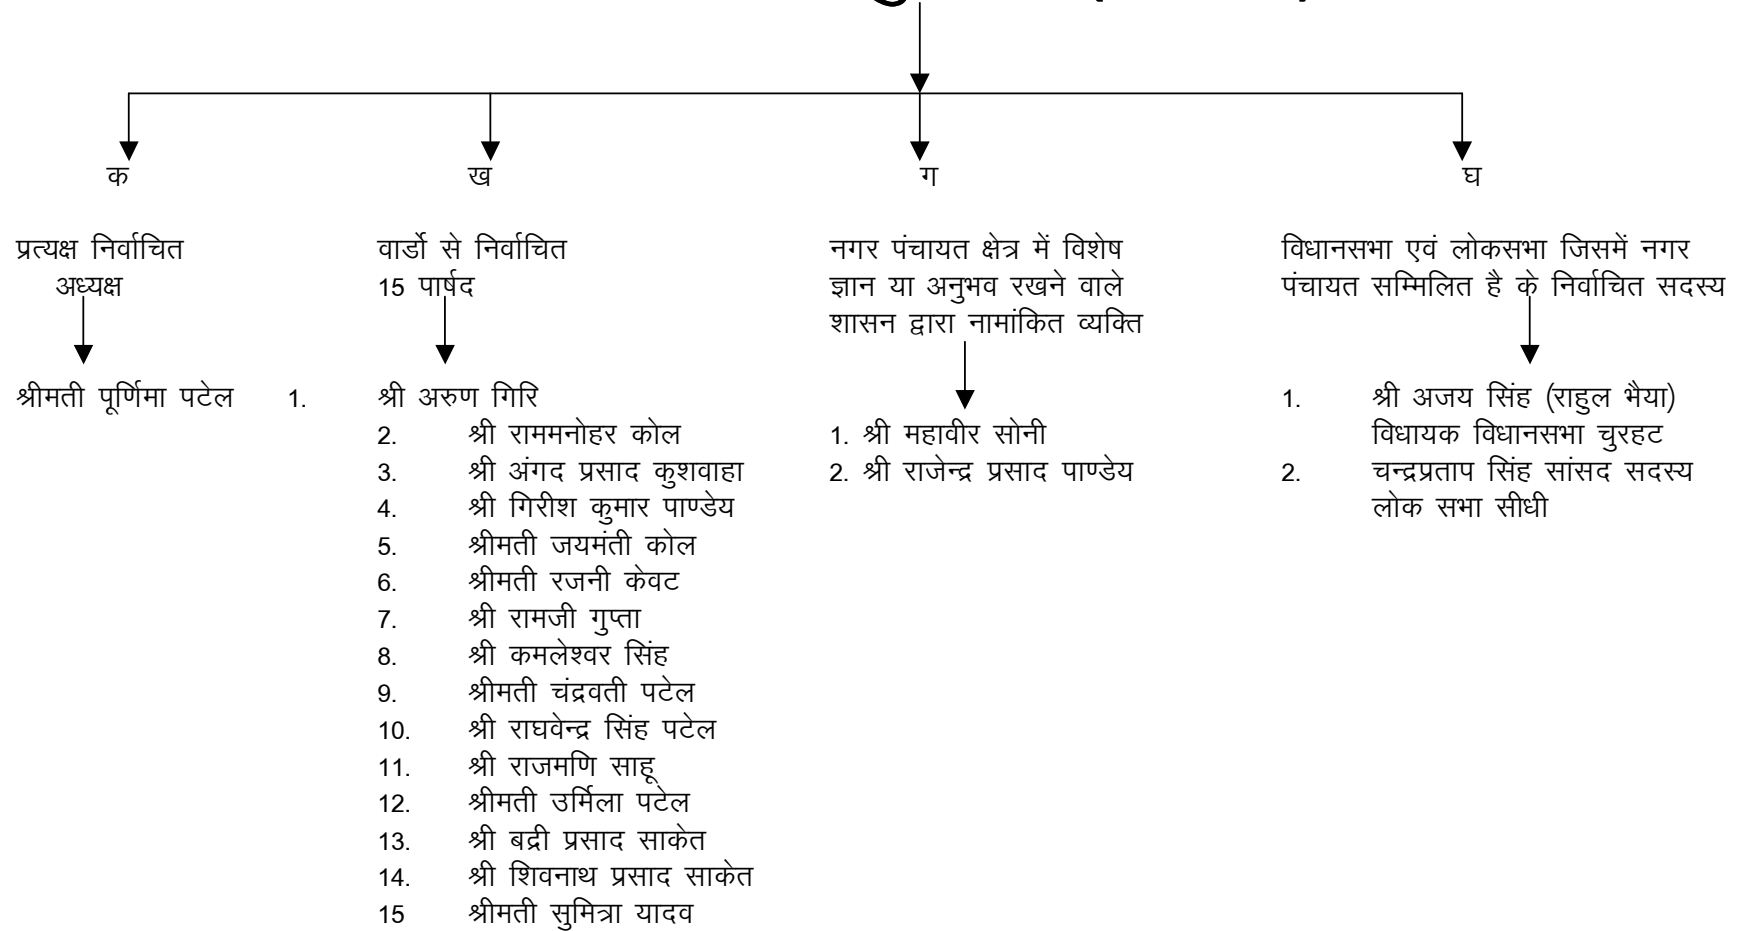 क
ख
ग
घ
प्रत्यक्ष निर्वाचित
अध्यक्ष
श्रीमती पूर्णिमा पटेल
वार्डो से निर्वाचित
15 पार्षद
1. श्री अरुण गिरि
2. श्री राममनोहर कोल
3. श्री अंगद प्रसाद कुशवाहा
4. श्री गिरीश कुमार पाण्डेय
5. श्रीमती जयमंती कोल
6. श्रीमती रजनी केवट
7. श्री रामजी गुप्ता
8. श्री कमलेश्वर सिंह
9. श्रीमती चंद्रवती पटेल
10. श्री राघवेन्द्र सिंह पटेल
11. श्री राजमणि साहू
12. श्रीमती उर्मिला पटेल
13. श्री बद्री प्रसाद साकेत
14. श्री शिवनाथ प्रसाद साकेत
15 श्रीमती सुमित्रा यादव
नगर पंचायत क्षेत्र में विशेष
ज्ञान या अनुभव रखने वाले
शासन द्वारा नामांकित व्यक्ति
1. श्री महावीर सोनी
2. श्री राजेन्द्र प्रसाद पाण्डेय
विधानसभा एवं लोकसभा जिसमें नगर
पंचायत सम्मिलित है के निर्वाचित सदस्य
1. श्री अजय सिंह (राहुल भैया)
विधायक विधानसभा चुरहट
2. चन्द्रप्रताप सिंह सांसद सदस्य
लोक सभा सीधी